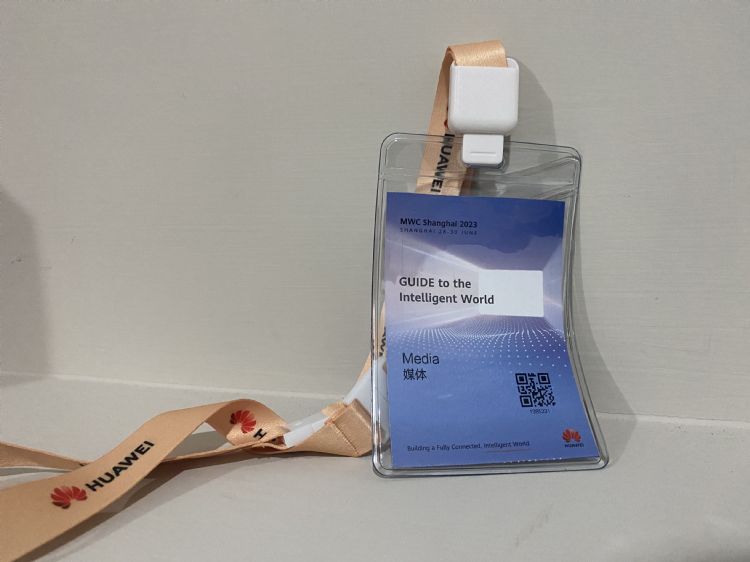 HUAWEI
MWC Shanghai 2023
SHANGHAI 28-30 JUNE
GUIDE to the
Intelligent World
Media
媒体
Building a Fully Connected, Intelligent World
HUAWEI
HUAWEI
H